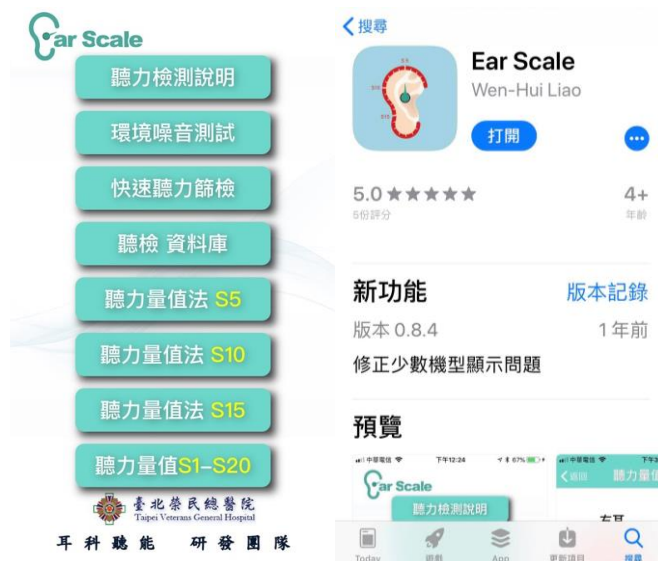 Ear Scale
聽力檢測說明
環境噪音測試
快速聽力篩檢
聽檢 資料庫
聽力量值法 S5
聽力量值法 S10
聽力量值法 S15
聽力量值S1–S20
臺北榮民總醫院
Taipei Veterans General Hospital
耳科聽能 研發團隊
搜尋
Ear Scale
Wen-Hui Liao
打開
5.0 ★★★★★
4+
6份評分
年齡
新功能
版本記錄
版本 0.8.4
1 年前
修正少數機型顯示問題
預覽
中華電信
下午12:24
67%
中華電信
Ear Scale
返回
聽力量值
聽力檢測說明
左耳
Today
遊戲
App
更新項目
搜尋